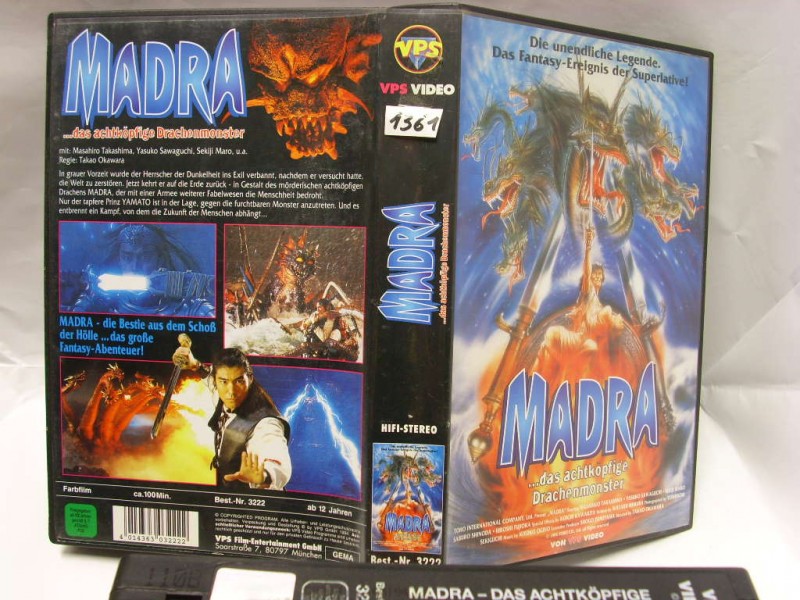 MADRA
...das achtköpfige Drachenmonster
mit: Masahiro Takashima, Yasuko Sawaguchi, Sekiji Maro, u.a.
Regie: Takao Okawara
In grauer Vorzeit wurde der Herrscher der Dunkelheit ins Exil verbannt, nachdem er versucht hatte,
die Welt zu zerstören. Jetzt kehrt er auf die Erde zurück - in Gestalt des mörderischen achtköpfigen
Drachens MADRA, der mit einer Armee weiterer Fabelwesen die Menschheit bedroht.
Nur der tapfere Prinz YAMATO ist in der Lage, gegen die furchtbaren Monster anzutreten. Und es
entbrennt ein Kampf, von dem die Zukunft der Menschen abhängt...
MADRA - die Bestie aus dem Schoß
der Hölle ...das große
Fantasy-Abenteuer!
Farbfilm
ca.100Min.
Best.-Nr. 3222
ab 12 Jahren
4 014363 032222
VPS Film-Entertainment GmbH
Saarstraße 7, 80797 München
GEMA
VPS
VPS VIDEO
1361
MADRA
...das achtköpfige Drachenmonster
HIFI-STEREO
MADRA
Best.-Nr. 3222
Die unendliche Legende.
Das Fantasy-Ereignis der Superlative!
MADRA
...das achtköpfige
Drachenmonster
VON VPS VIDEO
1108
MADRA – DAS ACHTKÖPFIGE